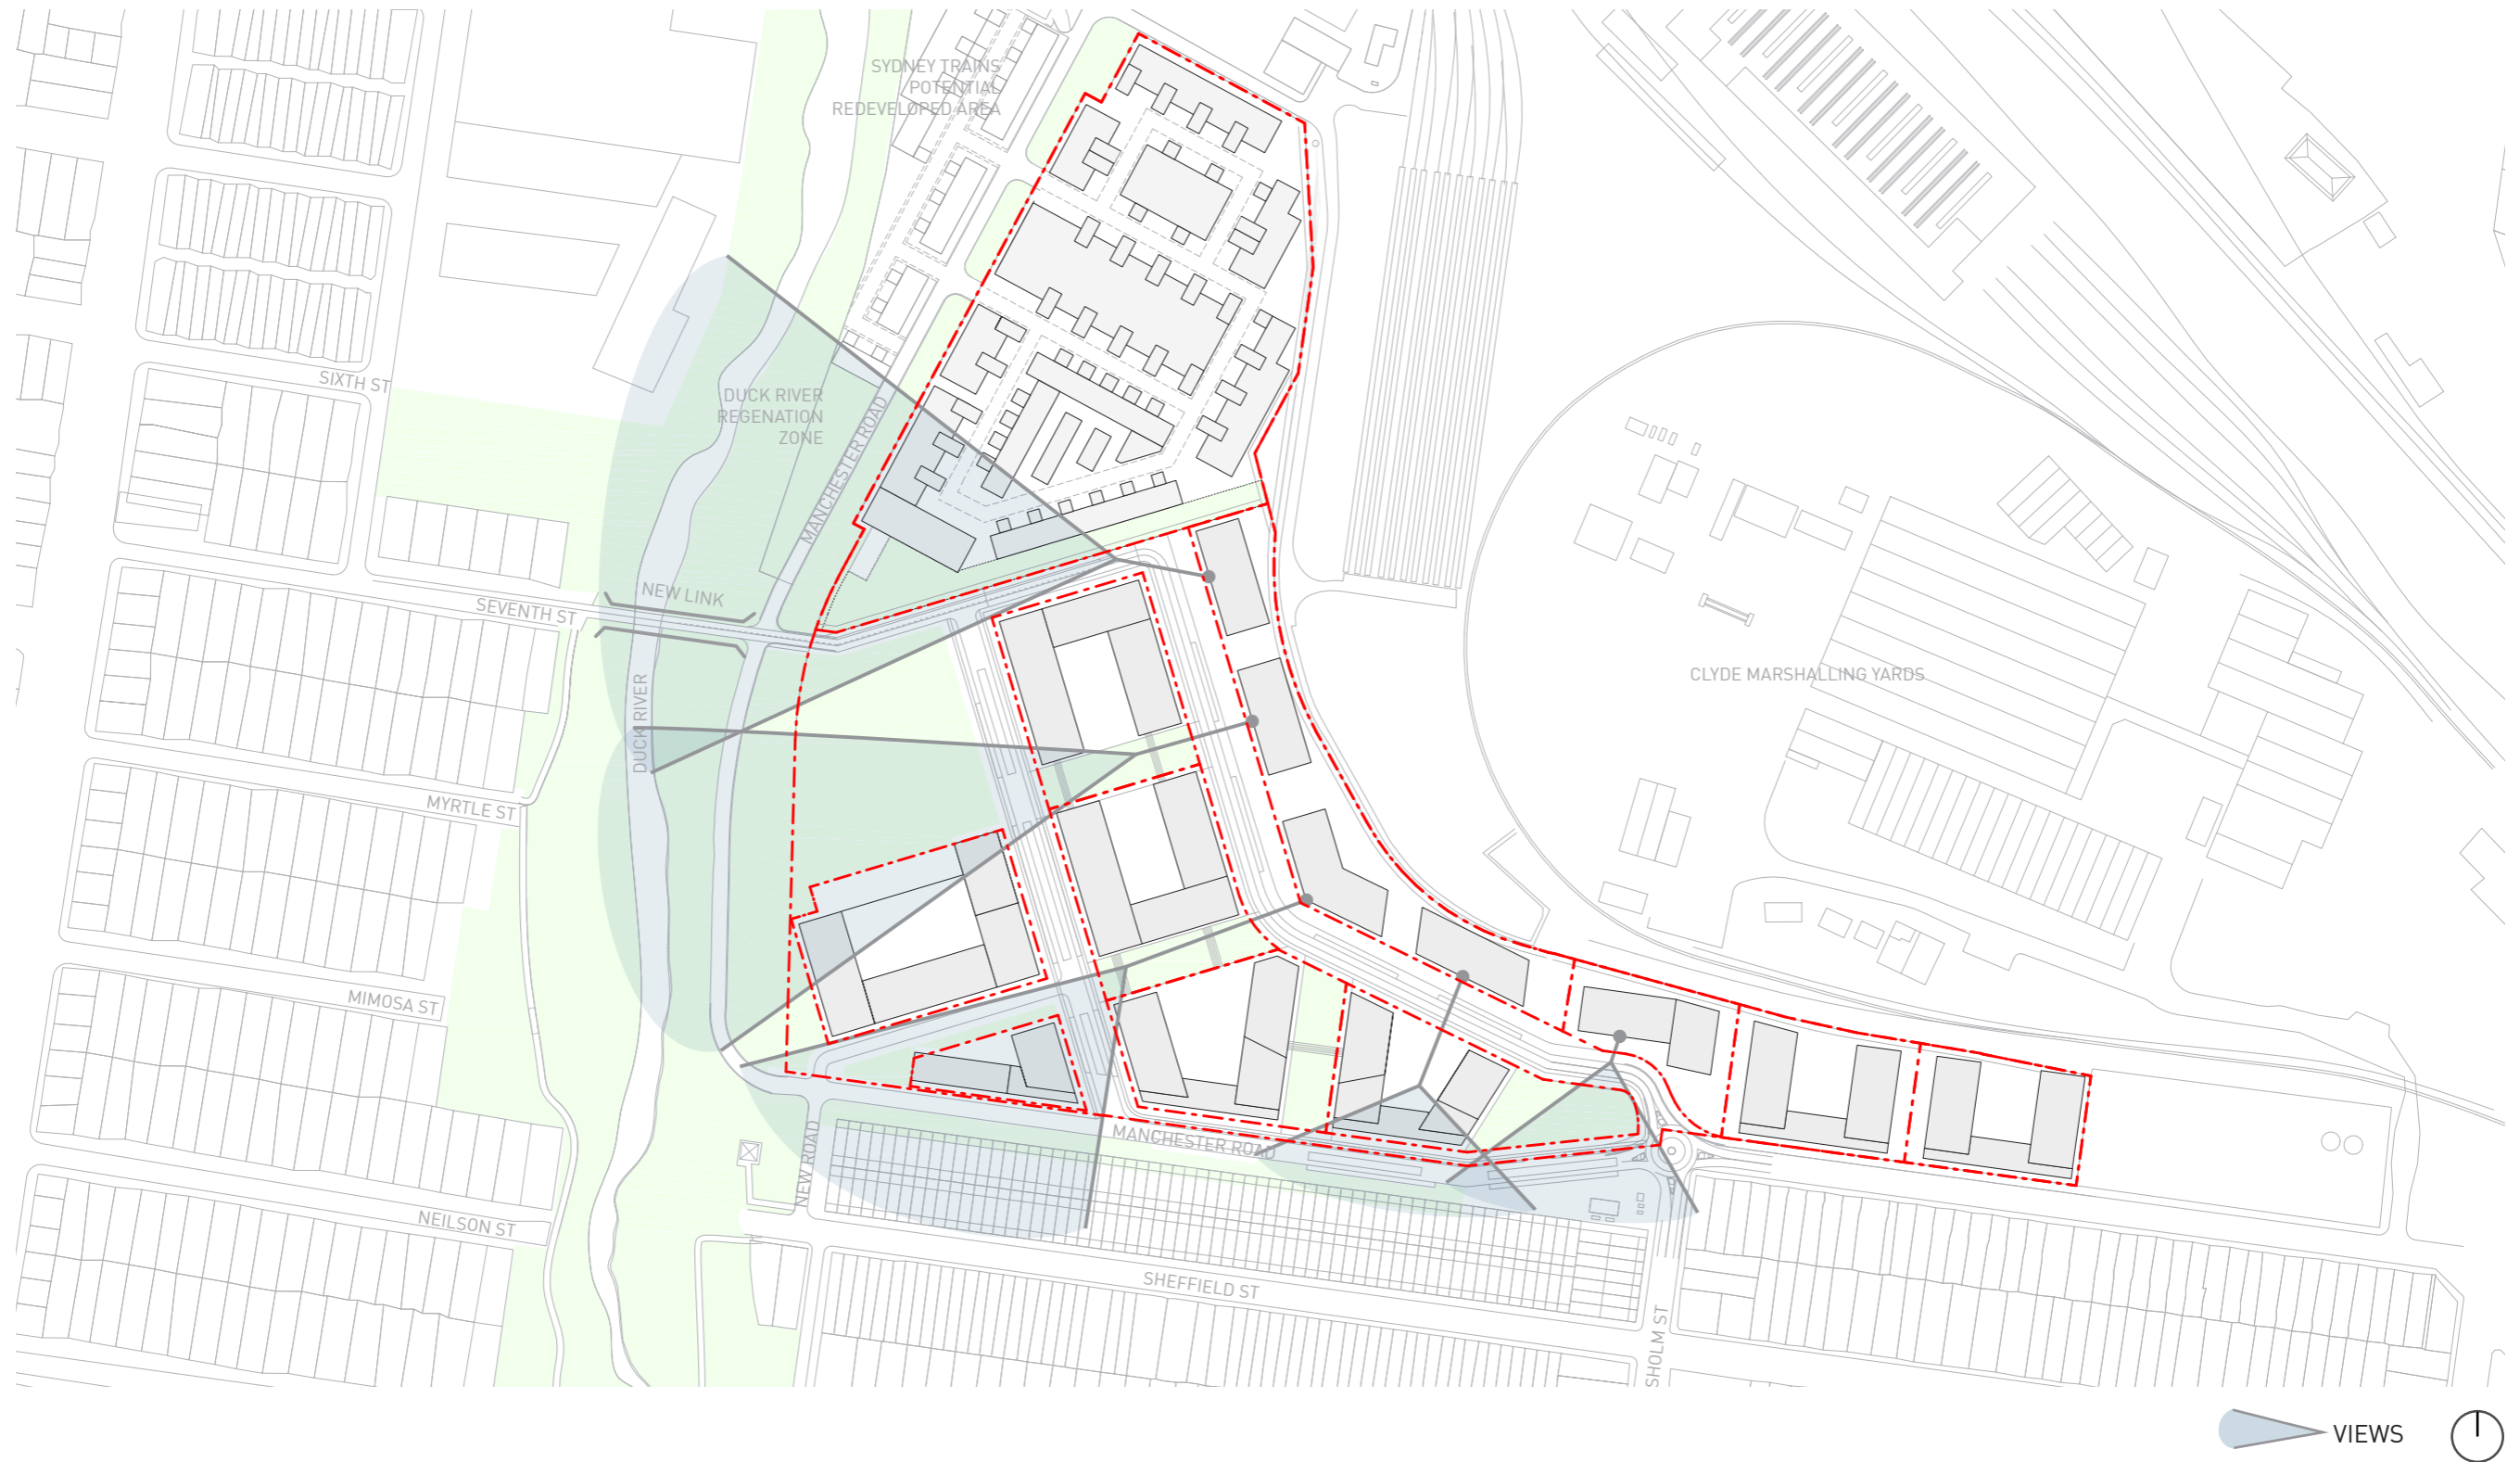 SYDNEY TRAINS
POTENTIAL
REDEVELOPED AREA
SIXTH ST
DUCK RIVER
REGENATION
ZONE
MANCHESTER ROAD
NEW LINK
SEVENTH ST
DUCK RIVER
CLYDE MARSHALLING YARDS
MYRTLE ST
MIMOSA ST
MANCHESTER ROAD
NEW ROAD
NEILSON ST
SHEFFIELD ST
SHOLM ST
VIEWS